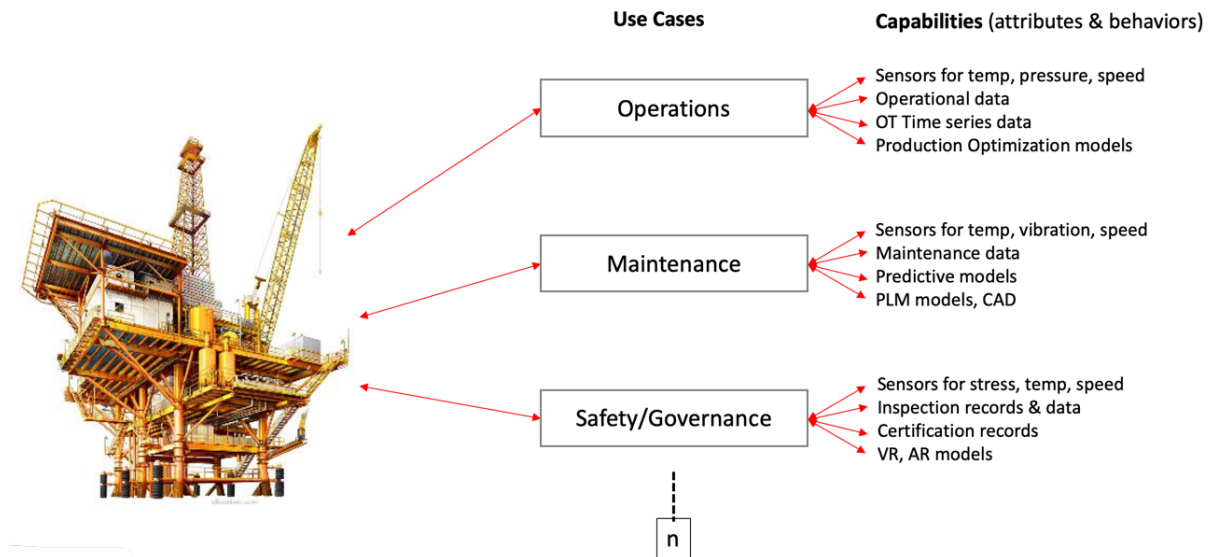 Use Cases
Capabilities (attributes & behaviors)
Operations
Sensors for temp, pressure, speed
Operational data
OT Time series data
Production Optimization models
Maintenance
Sensors for temp, vibration, speed
Maintenance data
Predictive models
PLM models, CAD
Safety/Governance
Sensors for stress, temp, speed
Inspection records & data
Certification records
VR, AR models
n